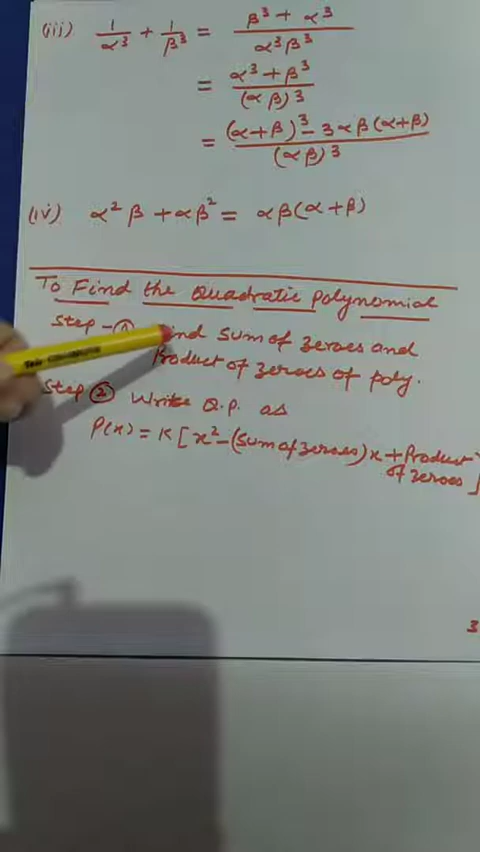 (iii) 1/α³ + 1/β³ = β³ + α³ / α³β³
= α³ + β³ / (αβ)³
= (α+β)³ - 3αβ(α+β) / (αβ)³
(iv) α²β + αβ² = αβ(α+β)
To Find the Quadratic Polynomial
Step-① Find Sum of zeroes and
Product of zeroes of poly.
Step ② Write Q.P. as
P(x) = K[x² - (Sum of zeroes)x + Product
of zeroes]
3